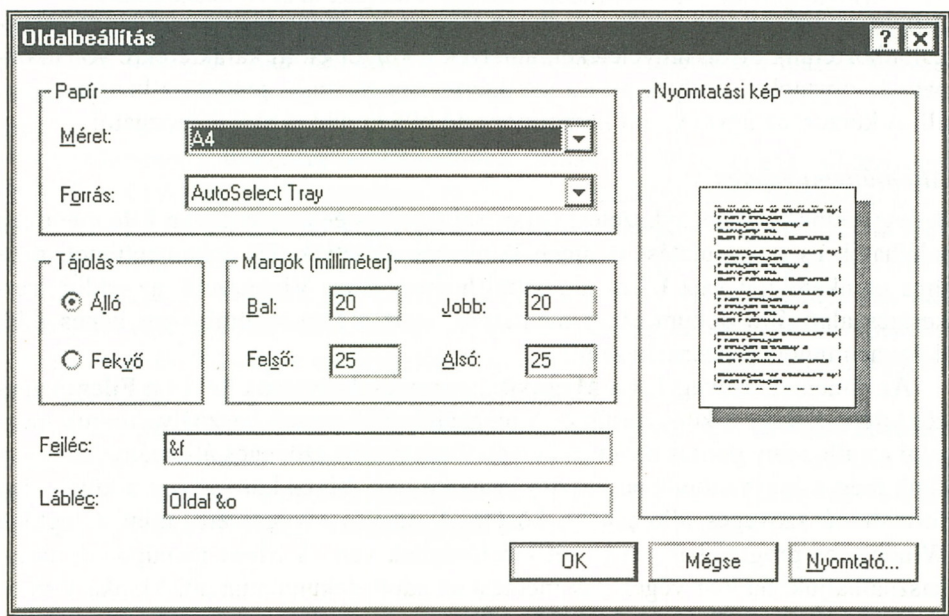 Oldalbeállítás
Papír
Méret: A4
Forrás: AutoSelect Tray
Nyomtatási kép
Tájolás
Álló
Fekvő
Margók (milliméter)
Bal: 20 Jobb: 20
Felső: 25 Alsó: 25
Fejléc: &f
Lábléc: Oldal &o
OK Mégse Nyomtató...